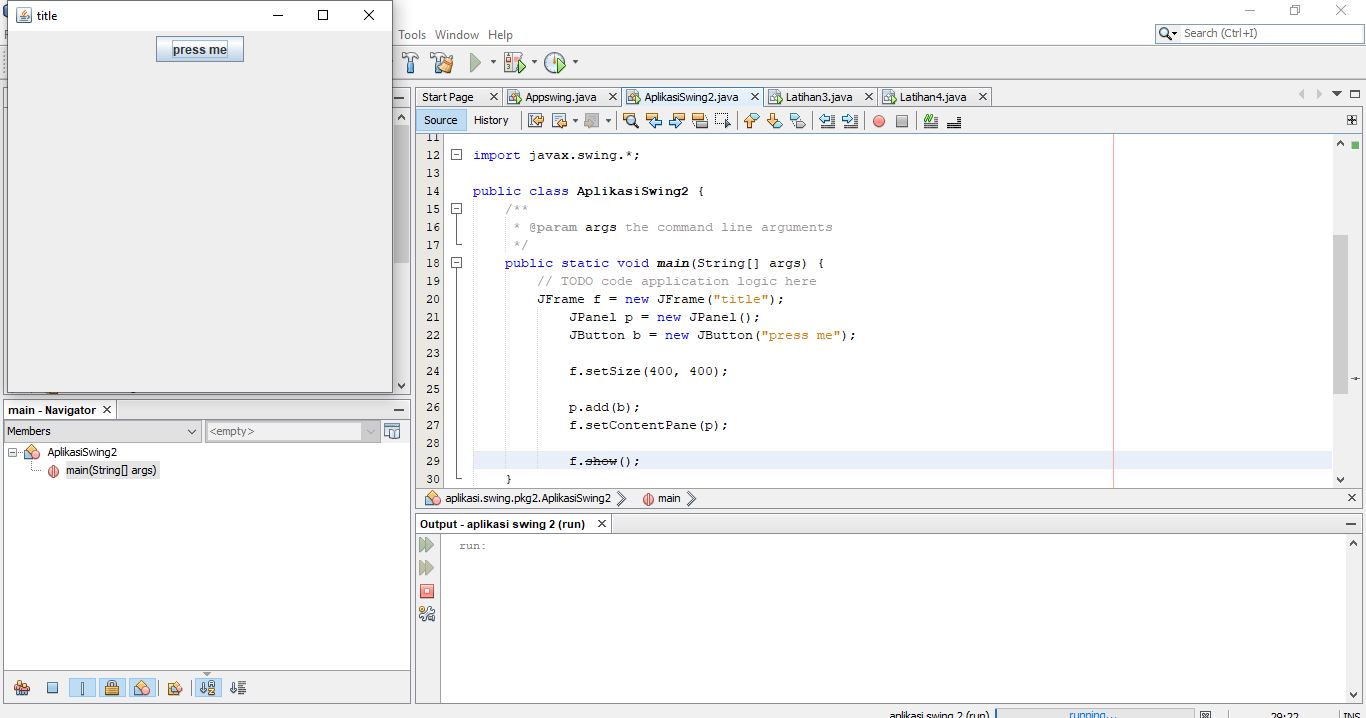 title
press me
Tools Window Help
Search (Ctrl+I)
Start Page Appswing.java AplikasiSwing2.java Latihan3.java Latihan4.java
Source History
11
12 import javax.swing.*;
13
14 public class AplikasiSwing2 {
15 /**
16 * @param args the command line arguments
17 */
18 public static void main(String[] args) {
19 // TODO code application logic here
20 JFrame f = new JFrame("title");
21 JPanel p = new JPanel();
22 JButton b = new JButton("press me");
23
24 f.setSize(400, 400);
25
26 p.add(b);
27 f.setContentPane(p);
28
29 f.show();
30 }
aplikasi.swing.pkg2.AplikasiSwing2 main
main - Navigator
Members <empty>
AplikasiSwing2
main(String[] args)
Output - aplikasi swing 2 (run)
run:
aplikasi swing 2 (run) running... 29:22 INS